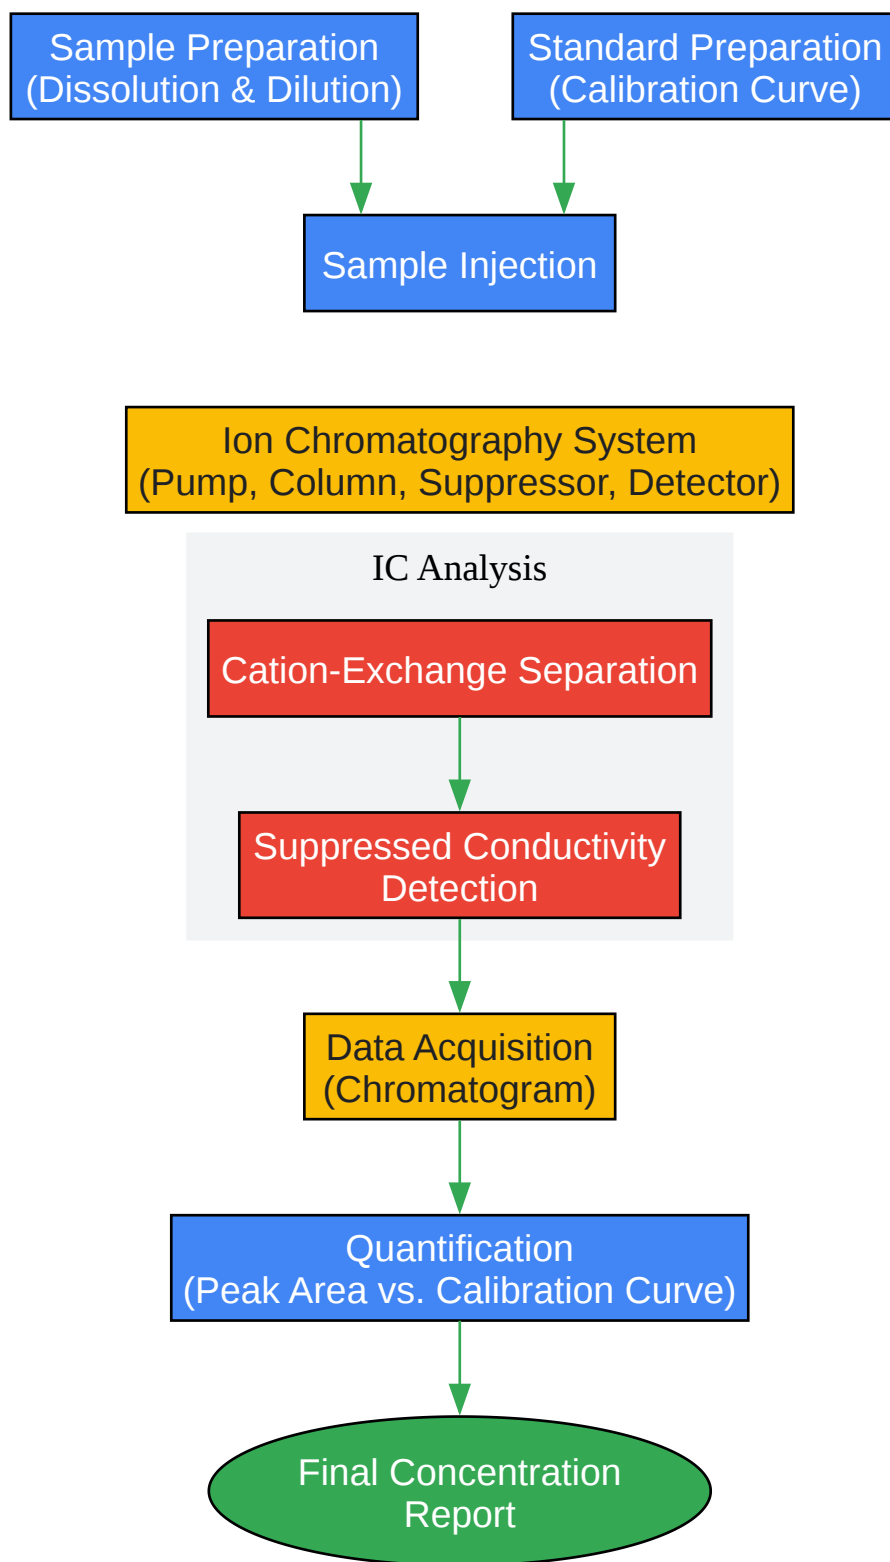 Sample Preparation
(Dissolution & Dilution)
Standard Preparation
(Calibration Curve)
Sample Injection
Ion Chromatography System
(Pump, Column, Suppressor, Detector)
IC Analysis
Cation-Exchange Separation
Suppressed Conductivity
Detection
Data Acquisition
(Chromatogram)
Quantification
(Peak Area vs. Calibration Curve)
Final Concentration
Report